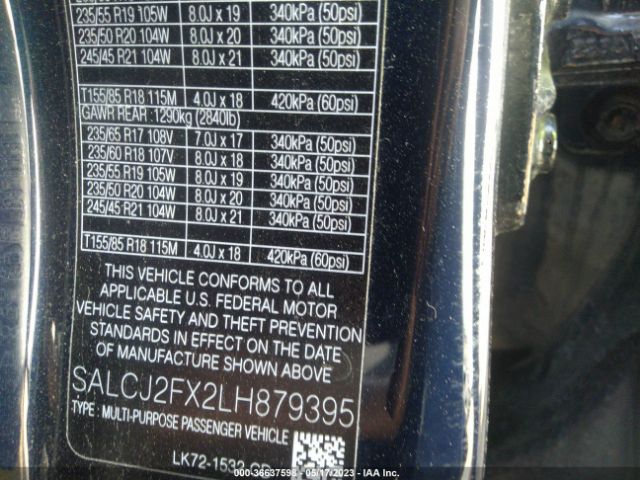 235/55 R19 105W 8.0J x 19 340kPa (50psi)
235/50 R20 104W 8.0J x 20 340kPa (50psi)
245/45 R21 104W 8.0J x 21 340kPa (50psi)
T155/85 R18 115M 4.0J x 18 420kPa (60psi)
GAWR REAR : 1290kg (2840lb)
235/65 R17 108V 7.0J x 17 340kPa (50psi)
235/60 R18 107V 8.0J x 18 340kPa (50psi)
235/55 R19 105W 8.0J x 19 340kPa (50psi)
235/50 R20 104W 8.0J x 20 340kPa (50psi)
245/45 R21 104W 8.0J x 21 340kPa (50psi)
T155/85 R18 115M 4.0J x 18 420kPa (60psi)
THIS VEHICLE CONFORMS TO ALL
APPLICABLE U.S. FEDERAL MOTOR
VEHICLE SAFETY AND THEFT PREVENTION
STANDARDS IN EFFECT ON THE DATE
OF MANUFACTURE SHOWN ABOVE
SALCJ2FX2LH879395
TYPE : MULTI-PURPOSE PASSENGER VEHICLE
LK72-1532
00 - 36637598 - 05/17/2023 - IAA Inc.